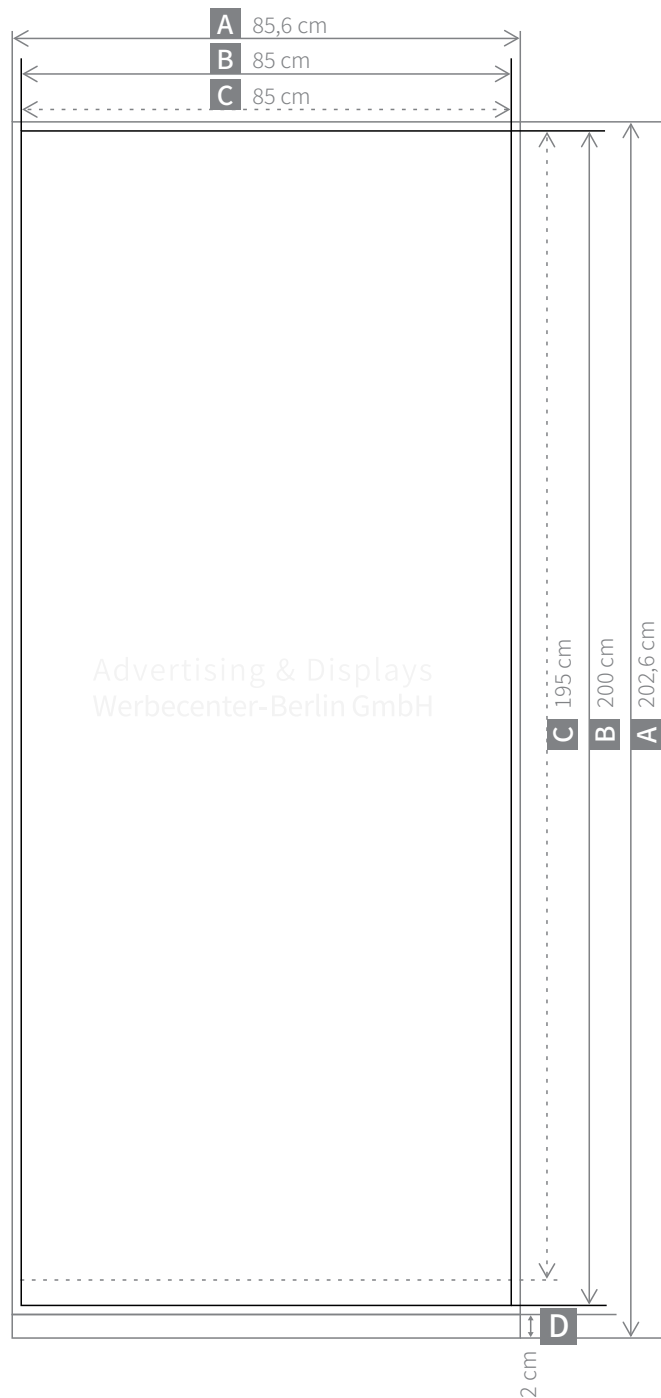 A 85,6 cm
B 85 cm
C 85 cm
Advertising & Displays
Werbecenter-Berlin GmbH
C 195 cm
B 200 cm
A 202,6 cm
D
2 cm